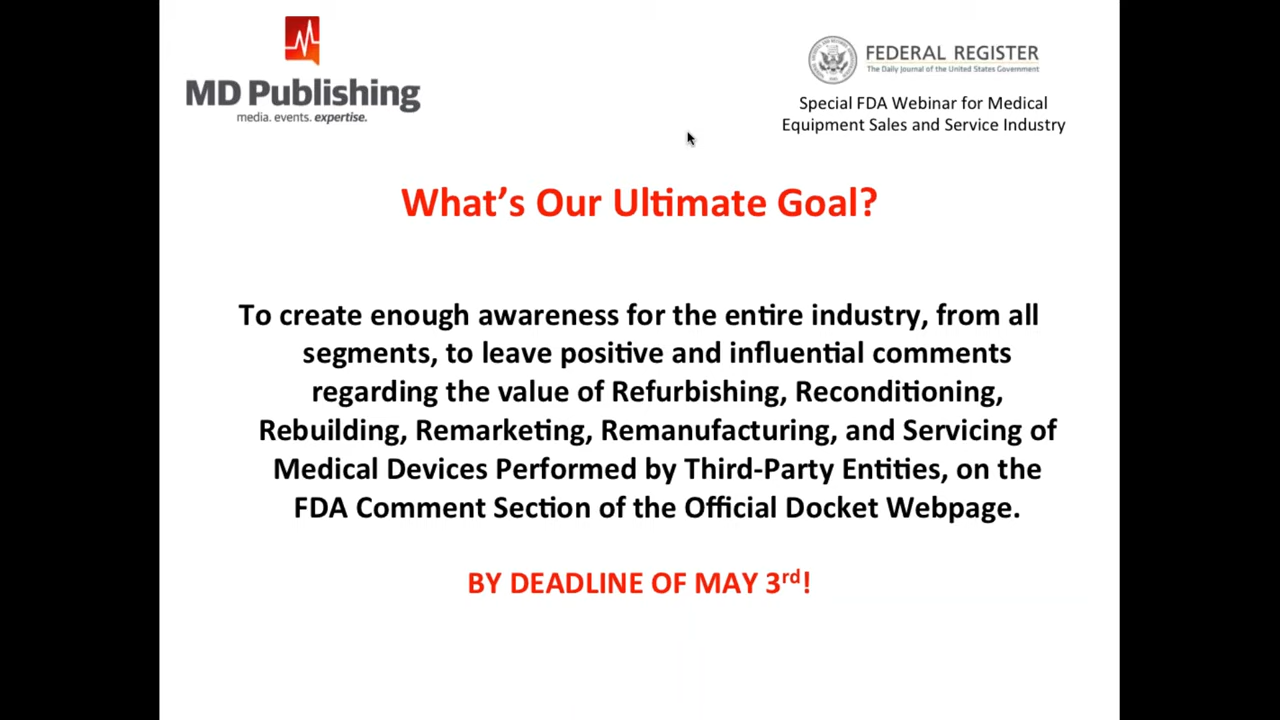 MD Publishing
media. events. expertise.
FEDERAL REGISTER
The Daily Journal of the United States Government
Special FDA Webinar for Medical
Equipment Sales and Service Industry
What's Our Ultimate Goal?
To create enough awareness for the entire industry, from all
segments, to leave positive and influential comments
regarding the value of Refurbishing, Reconditioning,
Rebuilding, Remarketing, Remanufacturing, and Servicing of
Medical Devices Performed by Third-Party Entities, on the
FDA Comment Section of the Official Docket Webpage.
BY DEADLINE OF MAY 3rd!